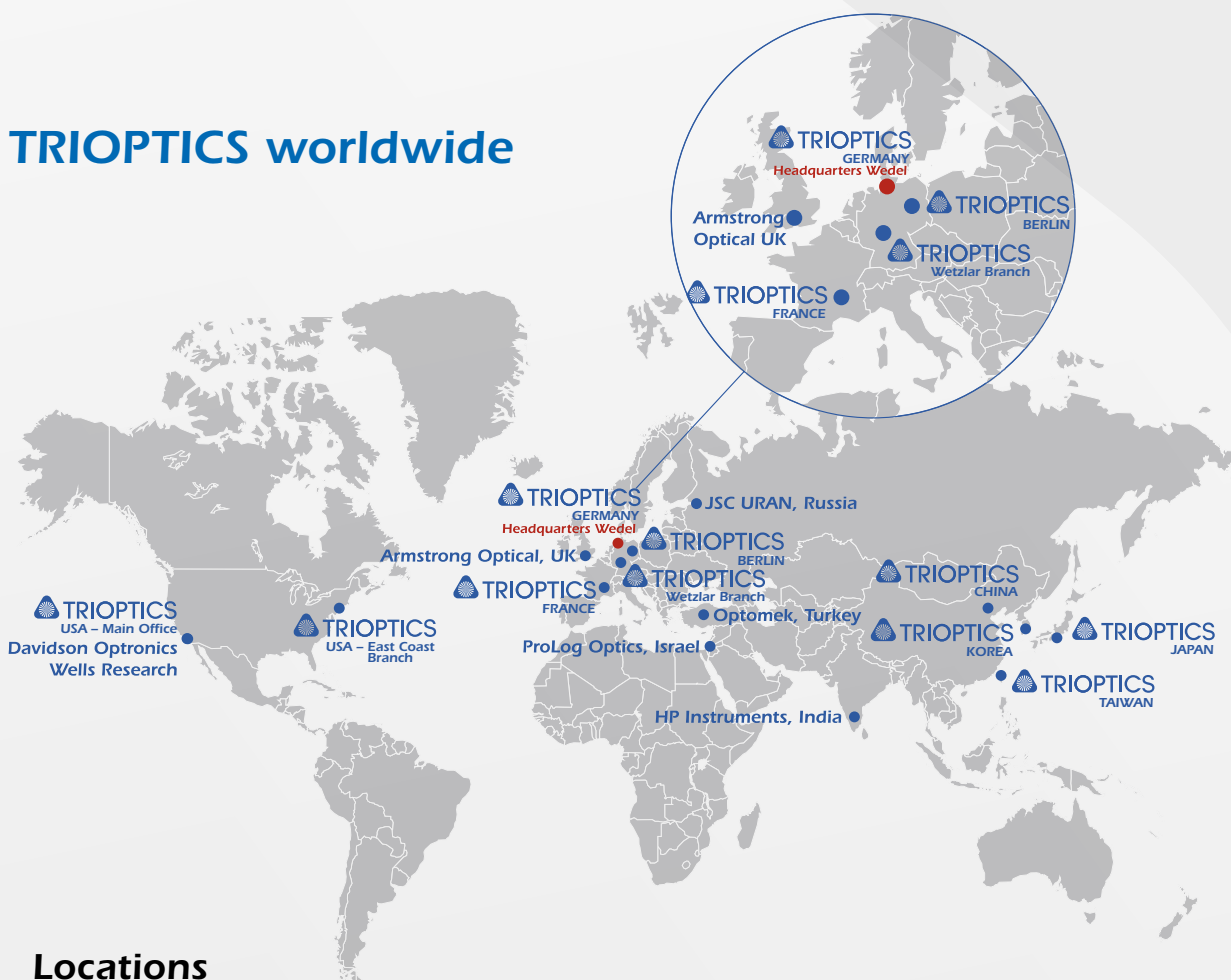 TRIOPTICS worldwide
TRIOPTICS
GERMANY
Headquarters Wedel
Armstrong
Optical UK
TRIOPTICS
BERLIN
TRIOPTICS
Wetzlar Branch
TRIOPTICS
FRANCE
TRIOPTICS
GERMANY
Headquarters Wedel
JSC URAN, Russia
Armstrong Optical, UK
TRIOPTICS
BERLIN
TRIOPTICS
FRANCE
TRIOPTICS
Wetzlar Branch
TRIOPTICS
CHINA
TRIOPTICS
USA – Main Office
Davidson Optronics
Wells Research
TRIOPTICS
USA – East Coast
Branch
Optomek, Turkey
ProLog Optics, Israel
TRIOPTICS
KOREA
TRIOPTICS
JAPAN
TRIOPTICS
TAIWAN
HP Instruments, India
Locations